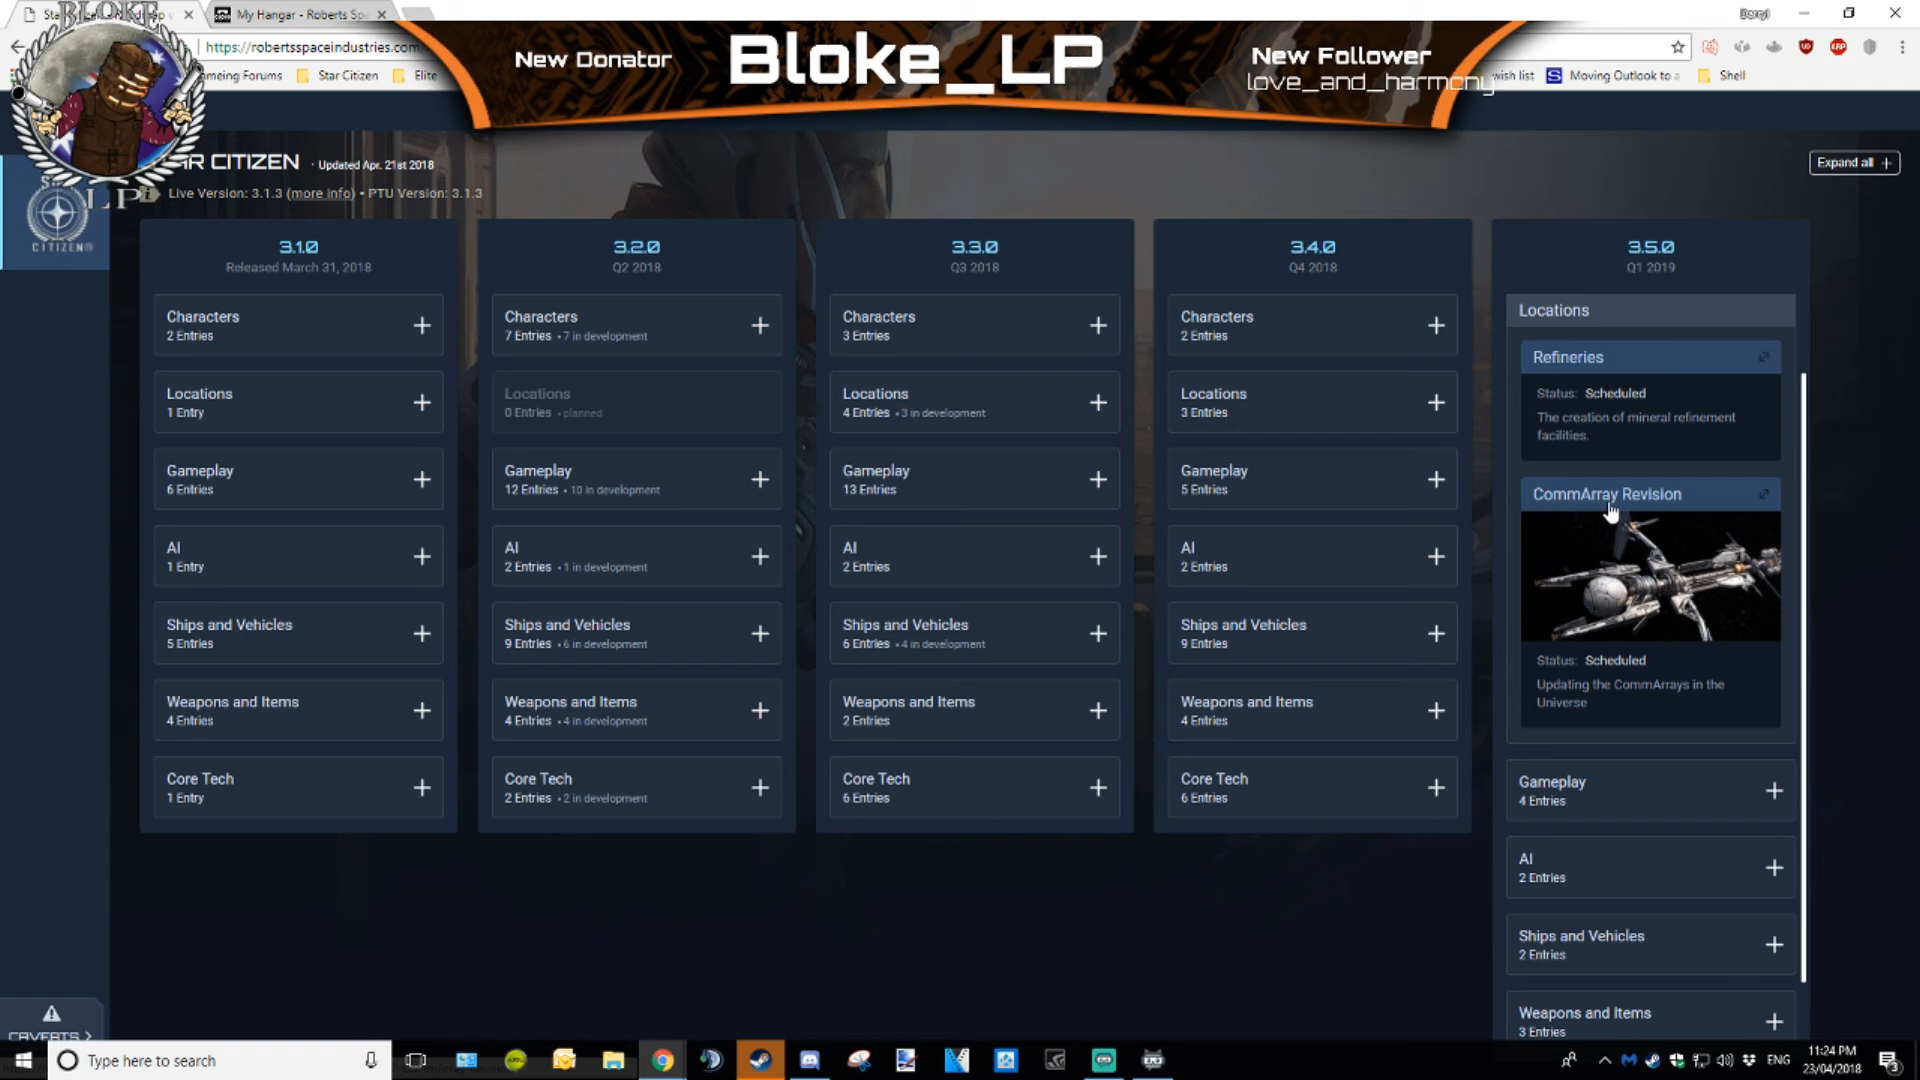 My Hangar - Roberts Spa
Daryl
https://robertsspaceindustries.com
Gameing Forums
Star Citizen
Elite
wish list
Moving Outlook to a
Shell
BLOKE
LP
New Donator
Bloke_LP
New Follower
love_and_harmony
CITIZEN
· Updated Apr. 21st 2018
Live Version: 3.1.3 (more info) • PTU Version: 3.1.3
Expand all +
CITIZEN®
3.1.0
Released March 31, 2018
Characters
2 Entries
Locations
1 Entry
Gameplay
6 Entries
AI
1 Entry
Ships and Vehicles
5 Entries
Weapons and Items
4 Entries
Core Tech
1 Entry
3.2.0
Q2 2018
Characters
7 Entries • 7 in development
Locations
0 Entries • planned
Gameplay
12 Entries • 10 in development
AI
2 Entries • 1 in development
Ships and Vehicles
9 Entries • 6 in development
Weapons and Items
4 Entries • 4 in development
Core Tech
2 Entries • 2 in development
3.3.0
Q3 2018
Characters
3 Entries
Locations
4 Entries • 3 in development
Gameplay
13 Entries
AI
2 Entries
Ships and Vehicles
6 Entries • 4 in development
Weapons and Items
2 Entries
Core Tech
6 Entries
3.4.0
Q4 2018
Characters
2 Entries
Locations
3 Entries
Gameplay
5 Entries
AI
2 Entries
Ships and Vehicles
9 Entries
Weapons and Items
4 Entries
Core Tech
6 Entries
3.5.0
Q1 2019
Locations
Refineries
Status: Scheduled
The creation of mineral refinement
facilities.
CommArray Revision
Status: Scheduled
Updating the CommArrays in the
Universe
Gameplay
4 Entries
AI
2 Entries
Ships and Vehicles
2 Entries
Weapons and Items
3 Entries
CAVEATS >
Type here to search
ENG
11:24 PM
23/04/2018
3